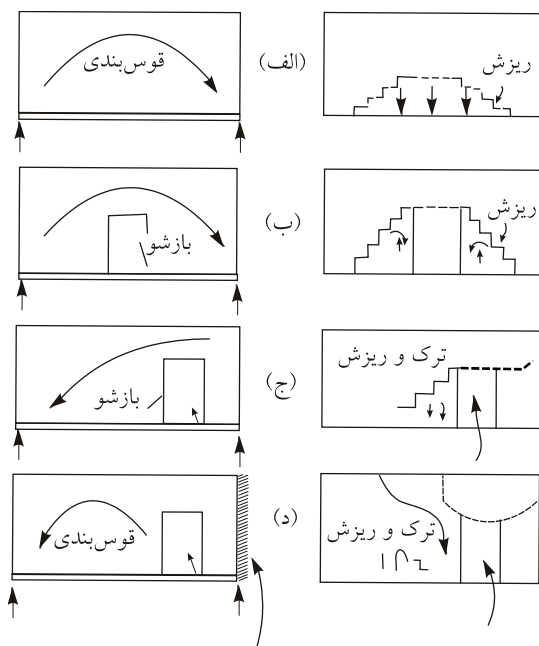 قوس‌بندی
(الف)
ریزش
بازشو
(ب)
ریزش
بازشو
(ج)
ترک و ریزش
قوس‌بندی
(د)
ترک و ریزش